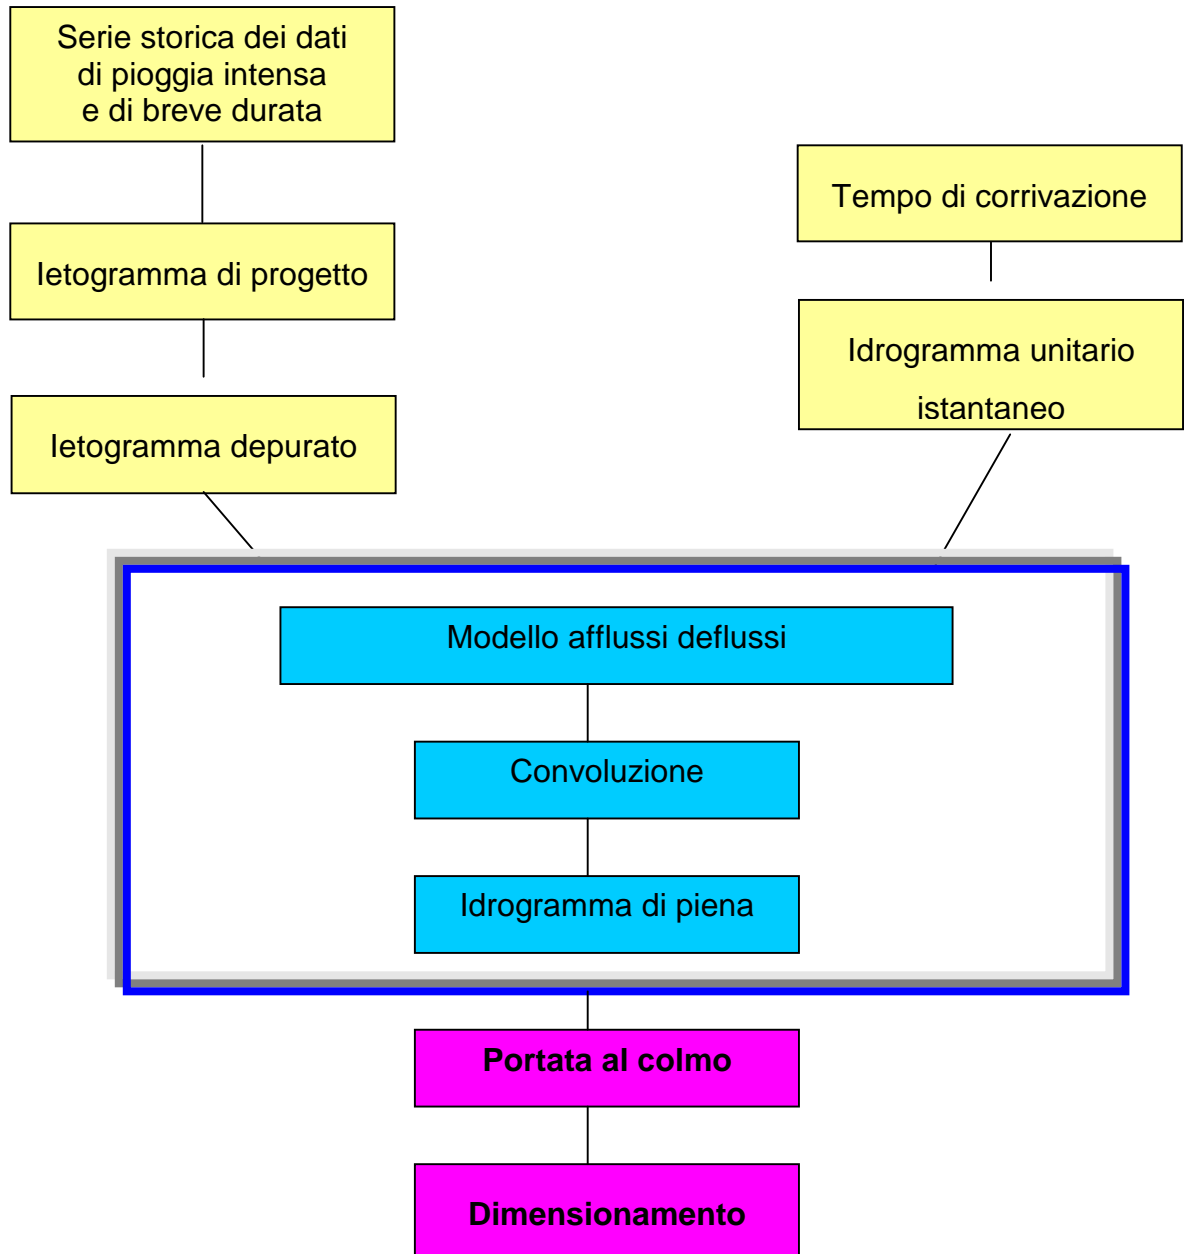 Serie storica dei dati
di pioggia intensa
e di breve durata
Ietogramma di progetto
Ietogramma depurato
Tempo di corrivazione
Idrogramma unitario
istantaneo
Modello afflussi deflussi
Convoluzione
Idrogramma di piena
Portata al colmo
Dimensionamento